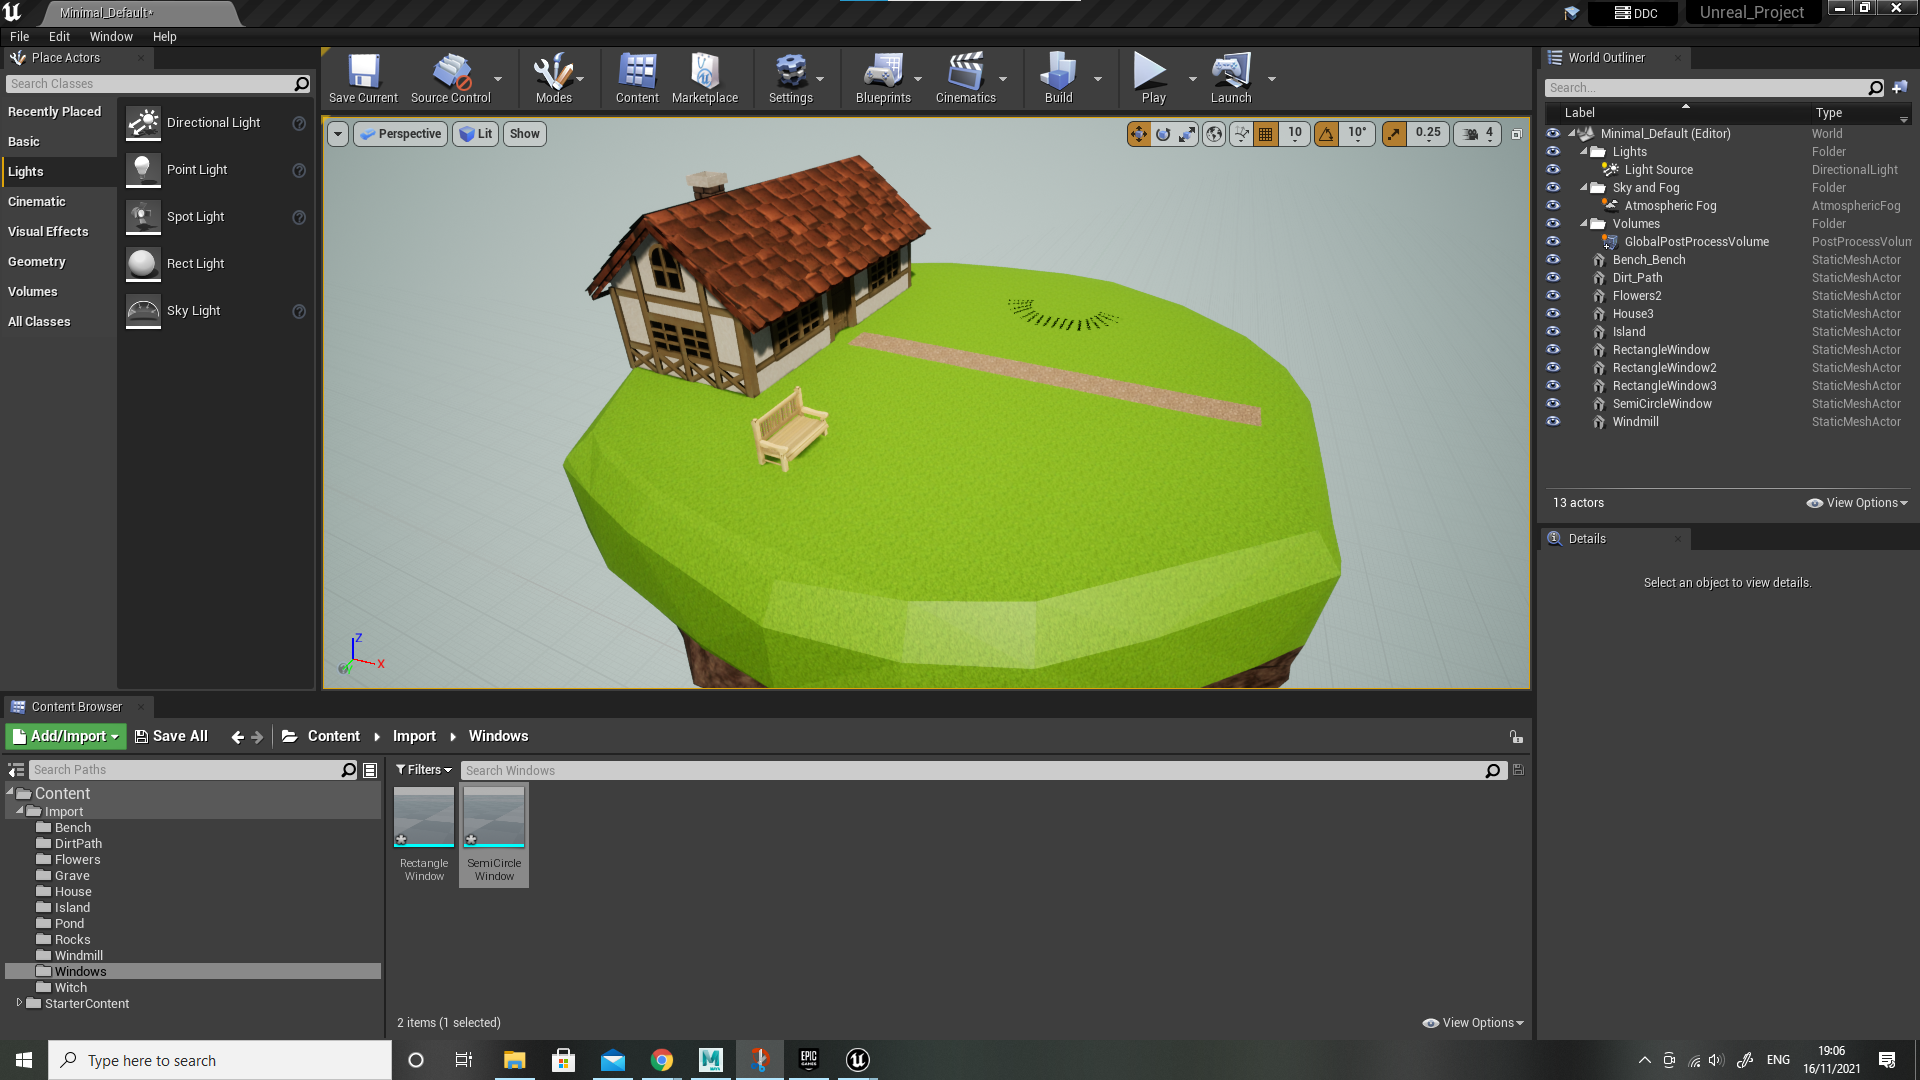 Minimal_Default*
DDC
Unreal_Project
File Edit Window Help
Place Actors
Search Classes
Recently Placed
Basic
Lights
Cinematic
Visual Effects
Geometry
Volumes
All Classes
Directional Light
Point Light
Spot Light
Rect Light
Sky Light
Save Current
Source Control
Modes
Content
Marketplace
Settings
Blueprints
Cinematics
Build
Play
Launch
Perspective
Lit
Show
10
10°
0.25
4
Z
X
World Outliner
Search...
Label Type
Minimal_Default (Editor) World
Lights Folder
Light Source DirectionalLight
Sky and Fog Folder
Atmospheric Fog AtmosphericFog
Volumes Folder
GlobalPostProcessVolume PostProcessVolum
Bench_Bench StaticMeshActor
Dirt_Path StaticMeshActor
Flowers2 StaticMeshActor
House3 StaticMeshActor
Island StaticMeshActor
RectangleWindow StaticMeshActor
RectangleWindow2 StaticMeshActor
RectangleWindow3 StaticMeshActor
SemiCircleWindow StaticMeshActor
Windmill StaticMeshActor
13 actors
View Options
Details
Select an object to view details.
Content Browser
Add/Import
Save All
Content
Import
Windows
Search Paths
Content
Import
Bench
DirtPath
Flowers
Grave
House
Island
Pond
Rocks
Windmill
Windows
Witch
StarterContent
Filters
Search Windows
Rectangle
Window
SemiCircle
Window
2 items (1 selected)
View Options
Type here to search
EPIC
GAMES
ENG
19:06
16/11/2021